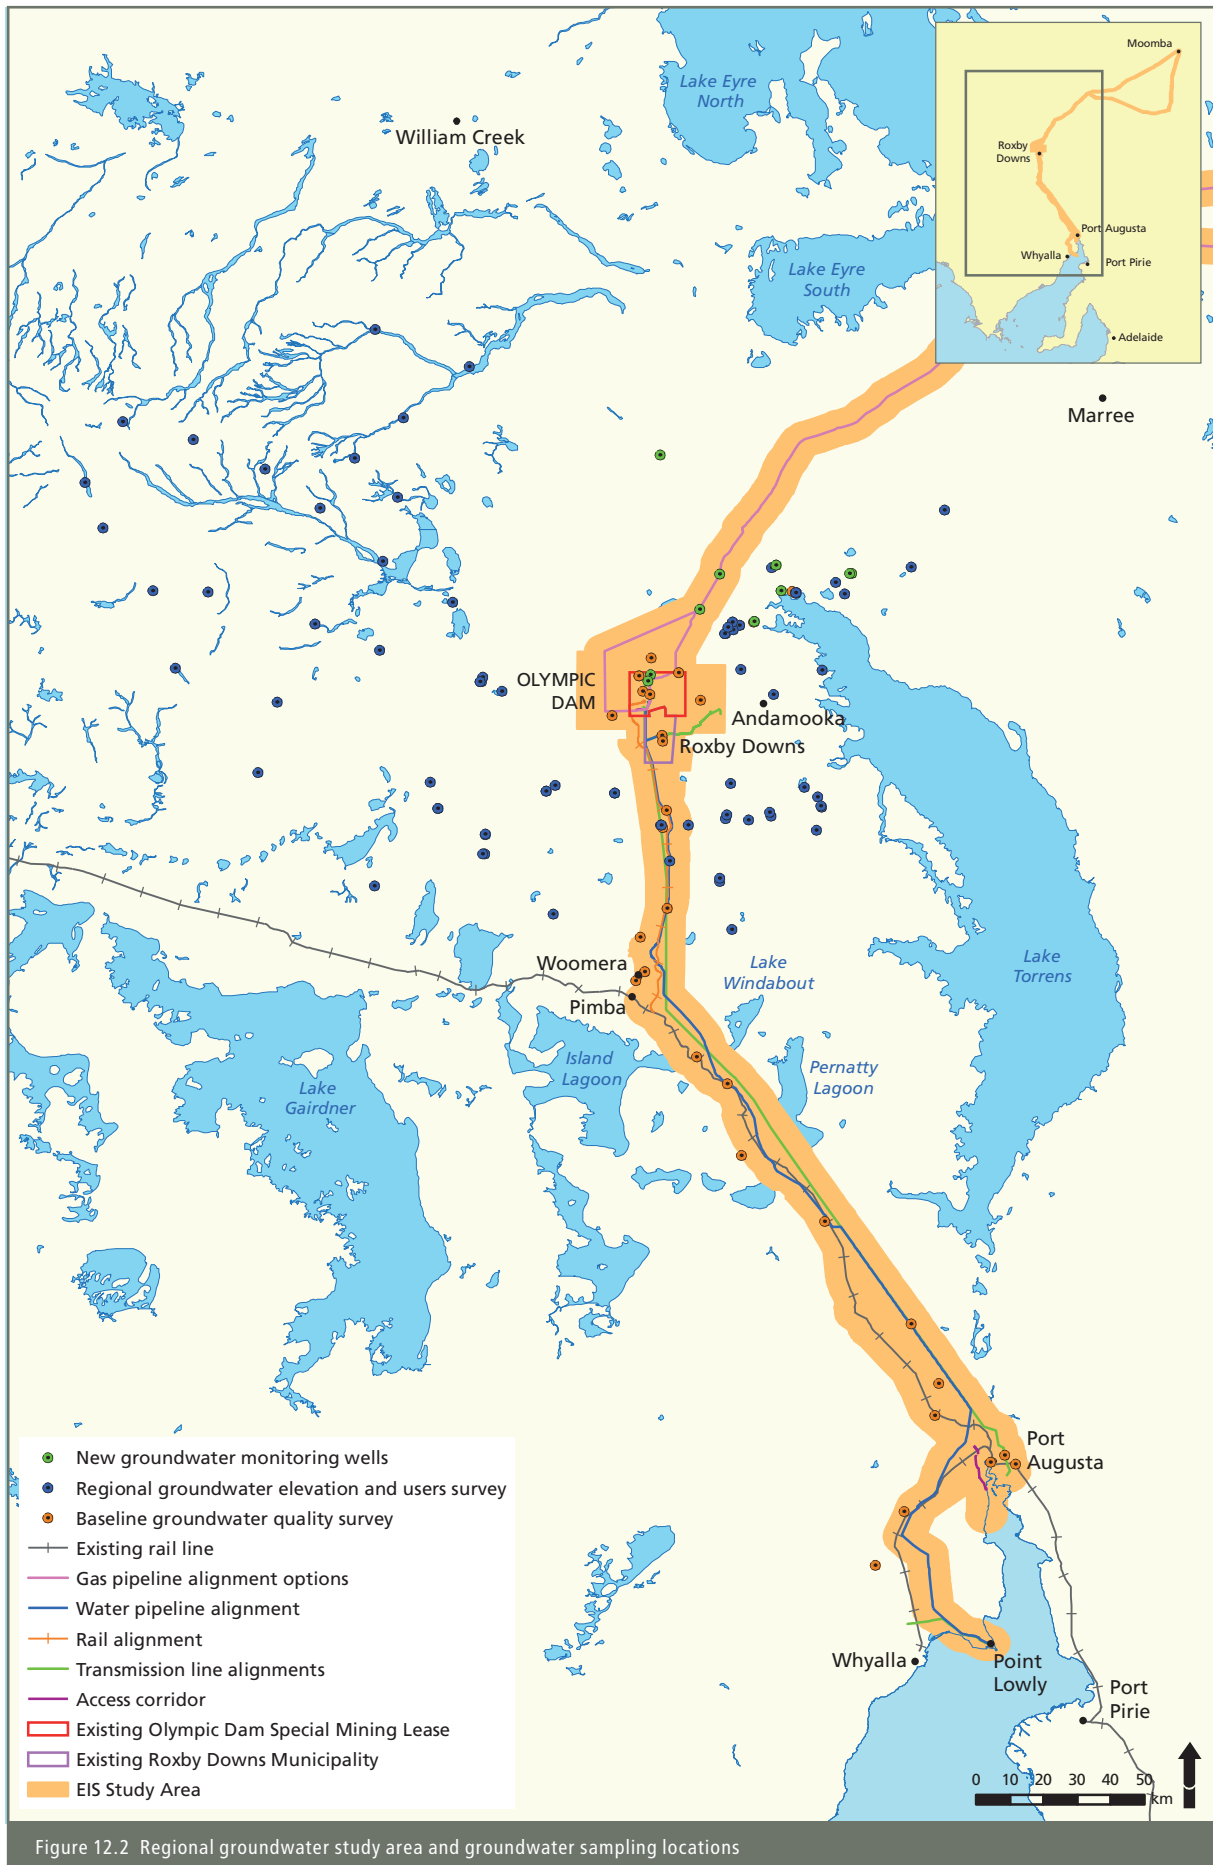 Lake Eyre
North
William Creek
Lake Eyre
South
Moomba
Roxby
Downs
Port Augusta
Whyalla
Port Pirie
Adelaide
Marree
OLYMPIC
DAM
Andamooka
Roxby Downs
Woomera
Pimba
Lake
Windabout
Lake
Torrens
Island
Lagoon
Pernatty
Lagoon
Lake
Gairdner
Port
Augusta
Whyalla
Point
Lowly
Port
Pirie
New groundwater monitoring wells
Regional groundwater elevation and users survey
Baseline groundwater quality survey
Existing rail line
Gas pipeline alignment options
Water pipeline alignment
Rail alignment
Transmission line alignments
Access corridor
Existing Olympic Dam Special Mining Lease
Existing Roxby Downs Municipality
EIS Study Area
0 10 20 30 40 50
km
Figure 12.2 Regional groundwater study area and groundwater sampling locations